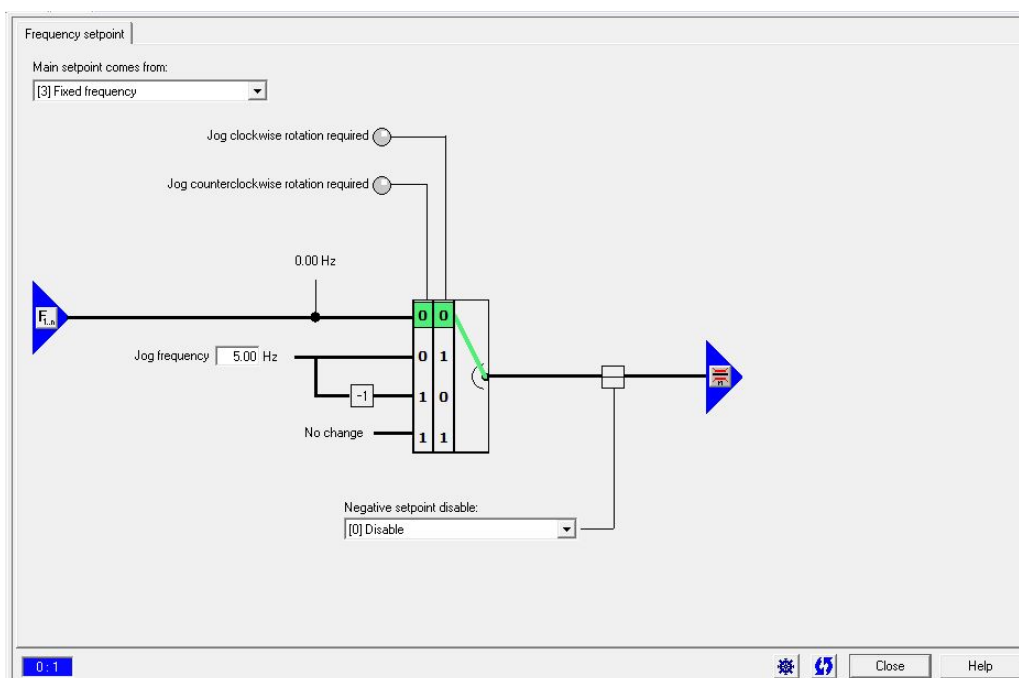 Frequency setpoint
Main setpoint comes from:
[3] Fixed frequency
Jog clockwise rotation required
Jog counterclockwise rotation required
0.00 Hz
F1..n
0 0
Jog frequency 5.00 Hz
0 1
-1
1 0
No change
1 1
n
Negative setpoint disable:
[0] Disable
0 : 1
Close
Help